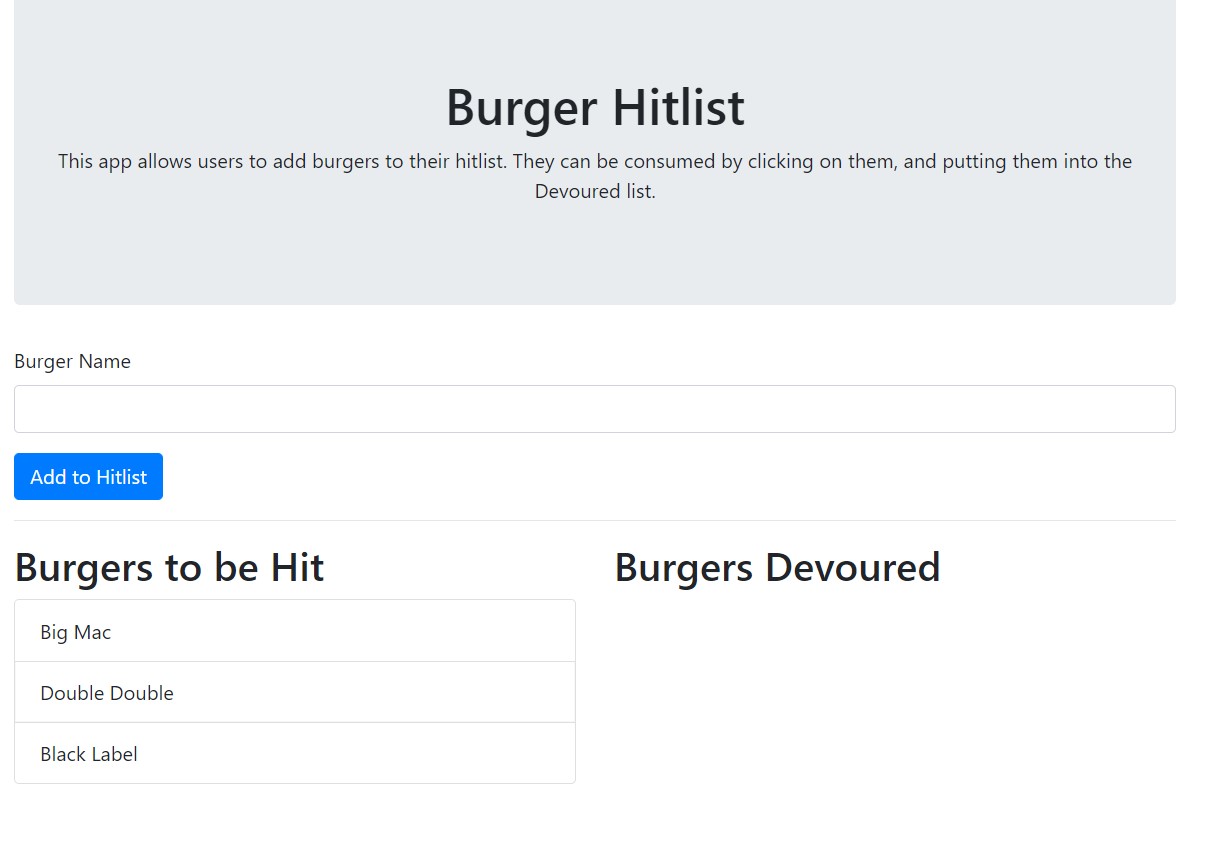 Burger Hitlist
This app allows users to add burgers to their hitlist. They can be consumed by clicking on them, and putting them into the
Devoured list.
Burger Name
Add to Hitlist
Burgers to be Hit
Big Mac
Double Double
Black Label
Burgers Devoured